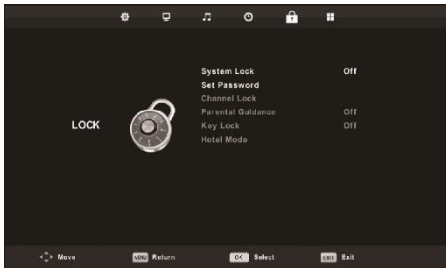 System Lock Off
Set Password
Channel Lock
Parental Guidance Off
LOCK
Key Lock Off
Hotel Mode
Move MENU Return OK Select EXIT Exit